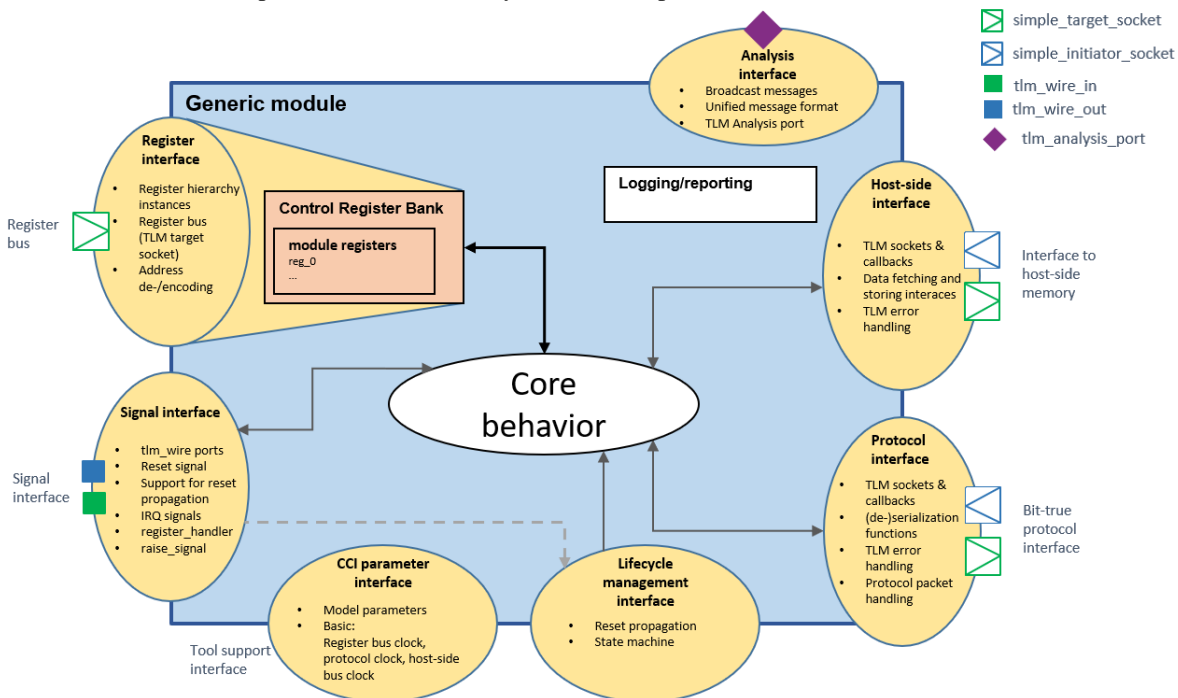 simple_target_socket
simple_initiator_socket
tlm_wire_in
tlm_wire_out
tlm_analysis_port
Analysis
interface
• Broadcast messages
• Unified message format
• TLM Analysis port
Generic module
Register
interface
• Register hierarchy
instances
• Register bus
(TLM target
socket)
• Address
de-/encoding
Register
bus
Control Register Bank
module registers
reg_0
...
Logging/reporting
Host-side
interface
• TLM sockets &
callbacks
• Data fetching and
storing interaces
• TLM error
handling
Interface to
host-side
memory
Core
behavior
Signal interface
• tlm_wire ports
• Reset signal
• Support for reset
propagation
• IRQ signals
• register_handler
• raise_signal
Signal
interface
Protocol
interface
• TLM sockets &
callbacks
• (de-)serialization
functions
• TLM error
handling
• Protocol packet
handling
Bit-true
protocol
interface
CCI parameter
interface
• Model parameters
• Basic:
Register bus clock,
protocol clock, host-side
bus clock
Tool support
interface
Lifecycle
management
interface
• Reset propagation
• State machine